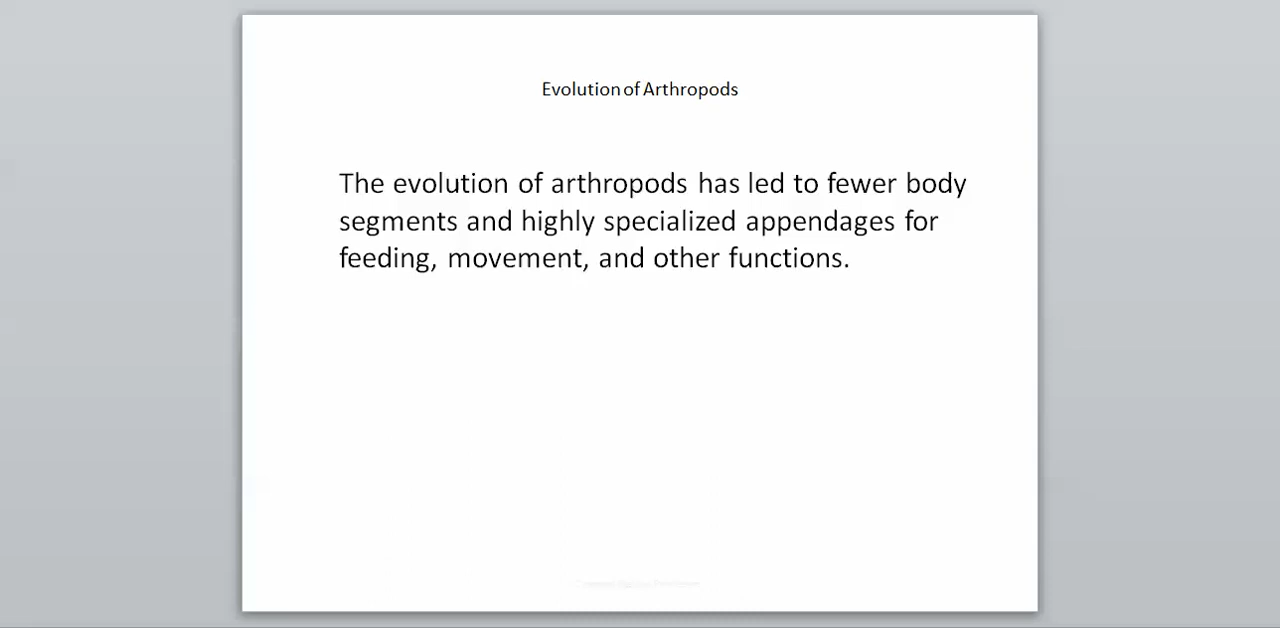 Evolution of Arthropods
The evolution of arthropods has led to fewer body
segments and highly specialized appendages for
feeding, movement, and other functions.